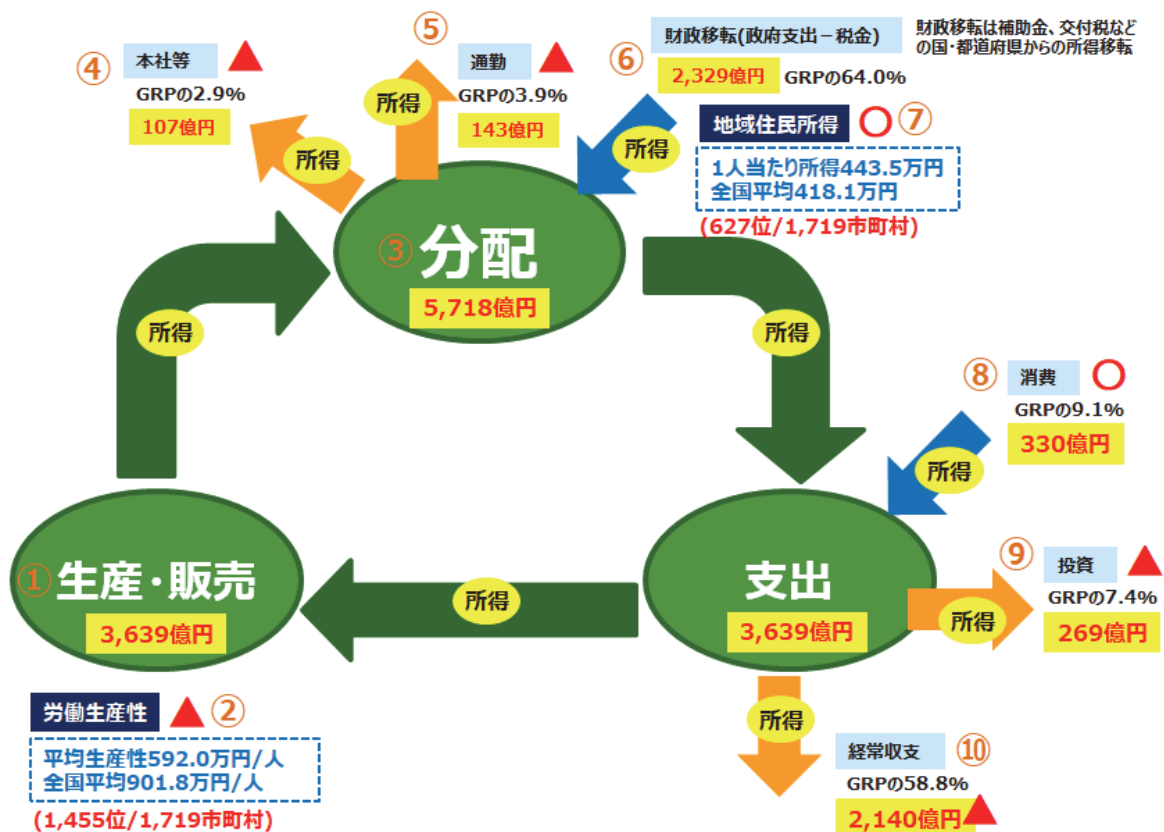 ④
本社等
▲
GRPの2.9%
107億円
所得
⑤
通勤
▲
GRPの3.9%
143億円
所得
財政移転(政府支出－税金)
財政移転は補助金、交付税など
の国・都道府県からの所得移転
⑥
2,329億円
GRPの64.0%
所得
地域住民所得
○
⑦
1人当たり所得443.5万円
全国平均418.1万円
(627位/1,719市町村)
③
分配
5,718億円
所得
所得
⑧
消費
○
GRPの9.1%
330億円
所得
①
生産・販売
3,639億円
所得
支出
3,639億円
⑨
投資
▲
GRPの7.4%
269億円
所得
労働生産性
▲
②
平均生産性592.0万円/人
全国平均901.8万円/人
(1,455位/1,719市町村)
所得
経常収支
⑩
GRPの58.8%
2,140億円
▲